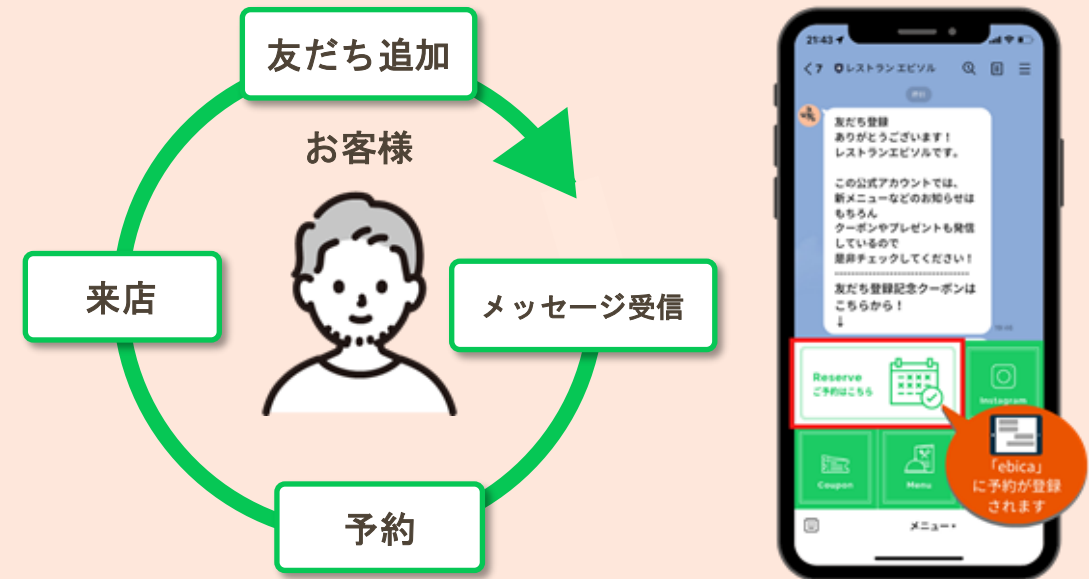 友だち追加
お客様
来店
メッセージ受信
予約
21:43
7 レストランエビソル
友だち登録
ありがとうございます！
レストランエビソルです。
この公式アカウントでは、
新メニューなどのお知らせは
もちろん
クーポンやプレゼントも発信
しているので
是非チェックしてください！
友だち登録記念クーポンは
こちらから！
↓
Reserve
ご予約はこちら
Instagram
Coupon
Menu
「ebica」
に予約が登録
されます
メニュー